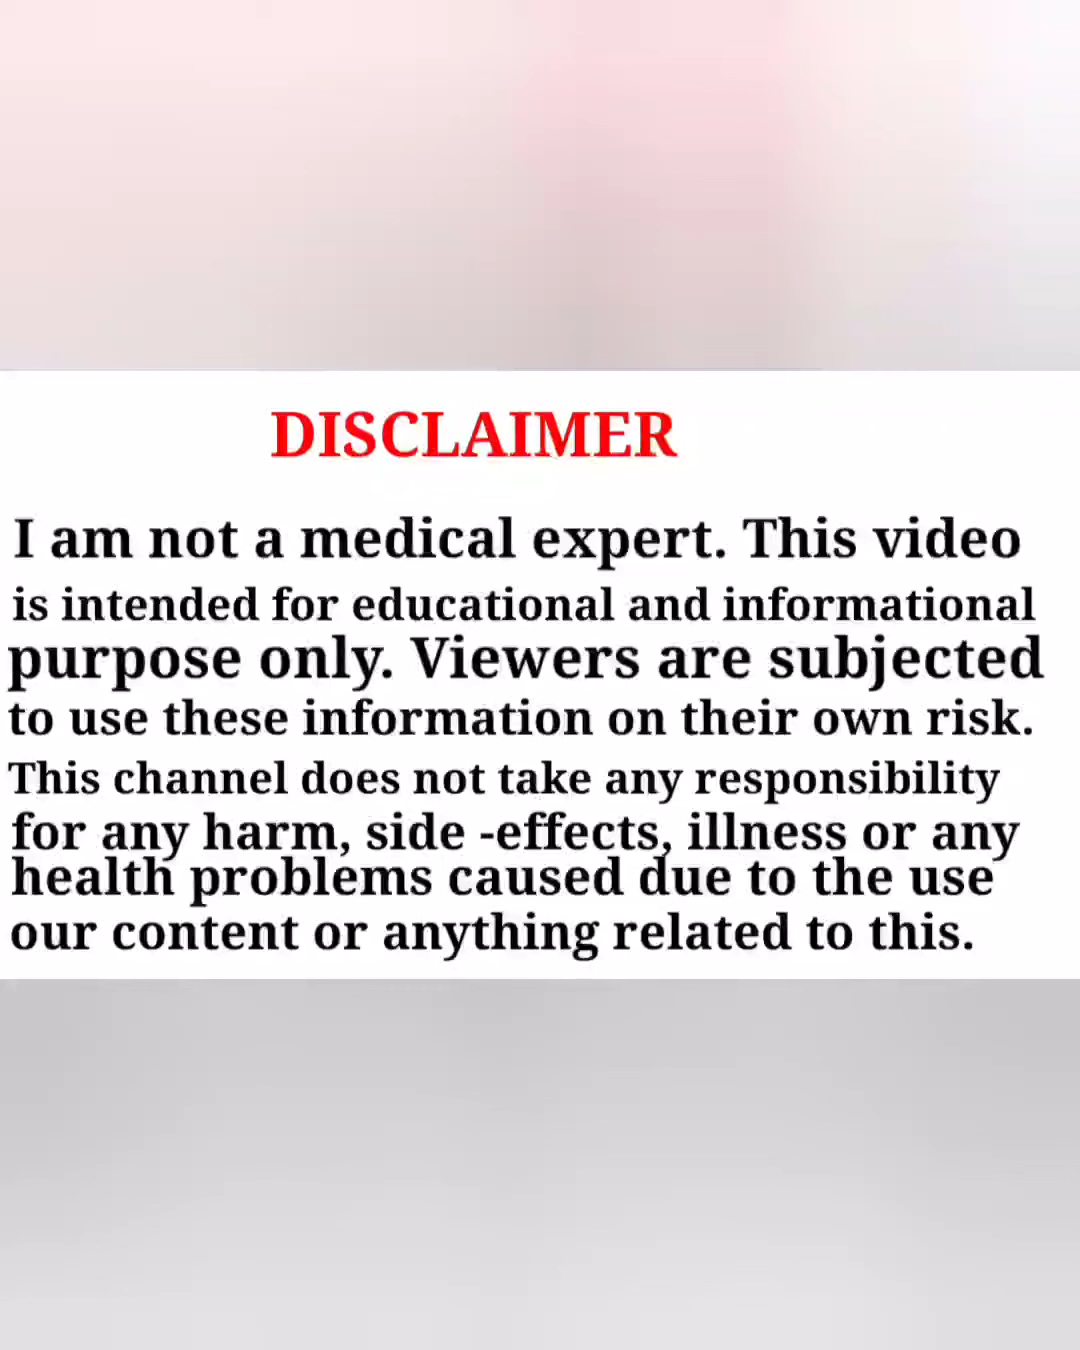 DISCLAIMER
I am not a medical expert. This video
is intended for educational and informational
purpose only. Viewers are subjected
to use these information on their own risk.
This channel does not take any responsibility
for any harm, side -effects, illness or any
health problems caused due to the use
our content or anything related to this.